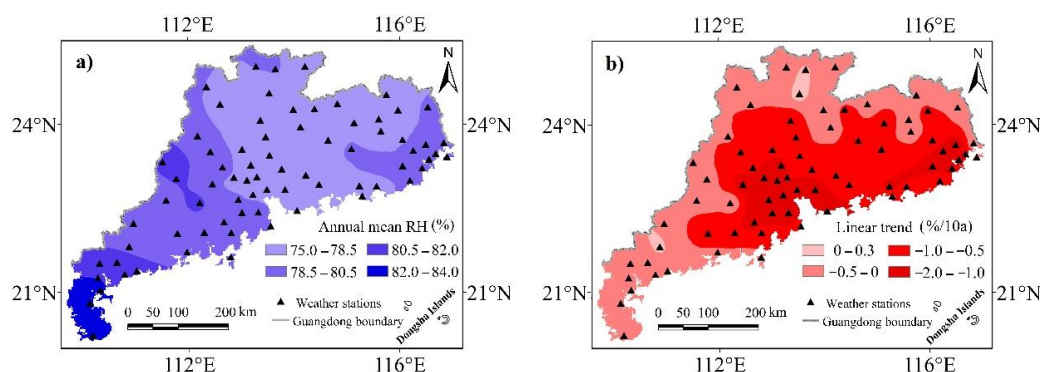 112°E 116°E 112°E 116°E
a) N b) N
24°N 24°N 24°N
Annual mean RH (%) Linear trend (%/10a)
75.0–78.5 80.5–82.0 0–0.3 −1.0–−0.5
78.5–80.5 82.0–84.0 −0.5–0 −2.0–−1.0
21°N 21°N 21°N
▲ Weather stations ▲ Weather stations
0 50 100 200 km Guangdong boundary Dongsha Islands 0 50 100 200 km Guangdong boundary Dongsha Islands
112°E 116°E 112°E 116°E